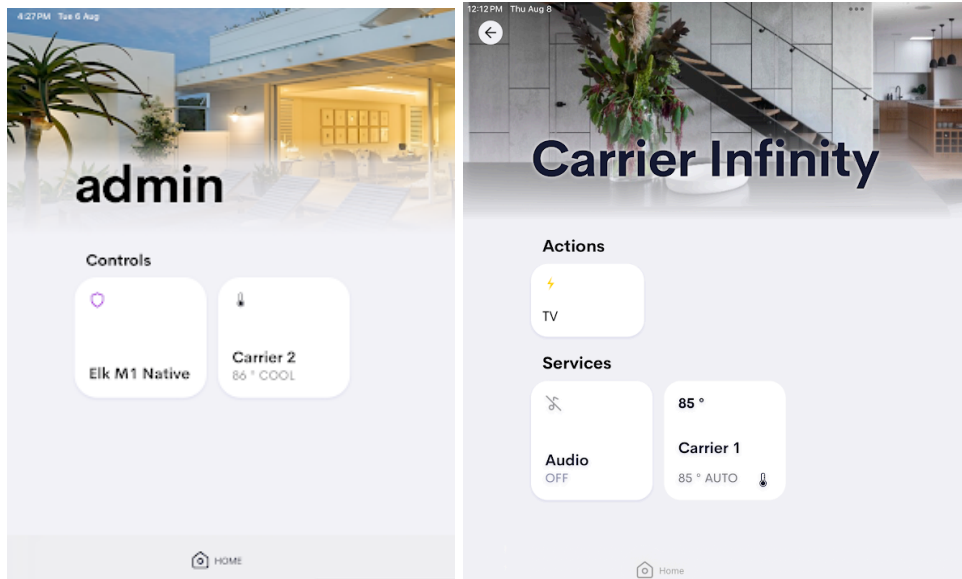 4:27 PM Tue 6 Aug
admin
Controls
Elk M1 Native
Carrier 2
86 ° COOL
HOME
12:12 PM Thu Aug 8
Carrier Infinity
Actions
TV
Services
Audio
OFF
85 °
Carrier 1
85 ° AUTO
Home